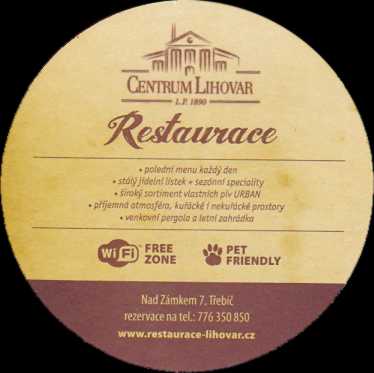 CENTRUM LIHOVAR
L.P. 1890
Restaurace
• polední menu každý den
• stálý jídelní lístek + sezónní speciality
• široký sortiment vlastních piv URBAN
• příjemná atmosféra, kuřácké i nekuřácké prostory
• venkovní pergola a letní zahrádka
WiFi FREE ZONE
PET FRIENDLY
Nad Zámkem 7, Třebíč
rezervace na tel.: 776 350 850
www.restaurace-lihovar.cz